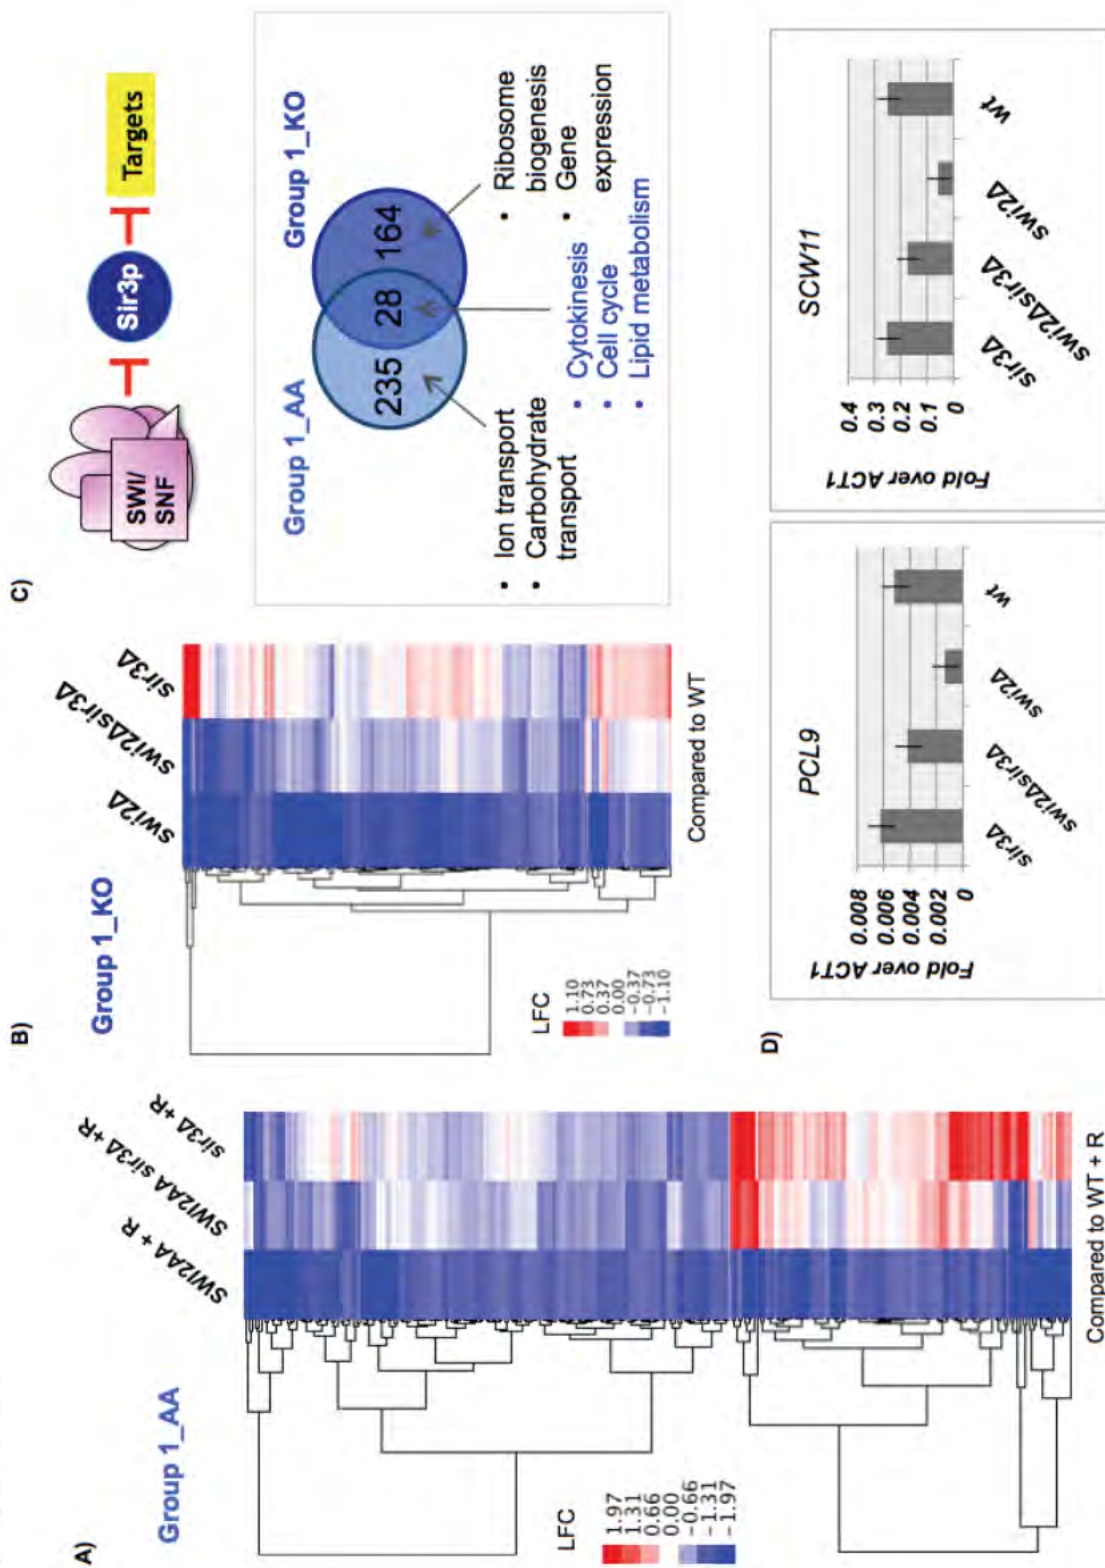 A)
Group 1_AA
SWI2AA + R
SWI2AA sir3Δ +R
sir3Δ +R
LFC
1.97
1.31
0.66
0.00
−0.66
−1.31
−1.97
Compared to WT + R
B)
Group 1_KO
swi2Δ
swi2Δsir3Δ
sir3Δ
LFC
1.10
0.73
0.37
0.00
−0.37
−0.73
−1.10
Compared to WT
C)
SWI/
SNF
Sir3p
Targets
Group 1_AA
Group 1_KO
235
28
164
• Ion transport
• Carbohydrate
transport
• Cytokinesis
• Cell cycle
• Lipid metabolism
• Ribosome
biogenesis
• Gene
expression
D)
PCL9
Fold over ACT1
0.008
0.006
0.004
0.002
0
sir3Δ
swi2Δsir3Δ
swi2Δ
wt
SCW11
Fold over ACT1
0.4
0.3
0.2
0.1
0
sir3Δ
swi2Δsir3Δ
swi2Δ
wt